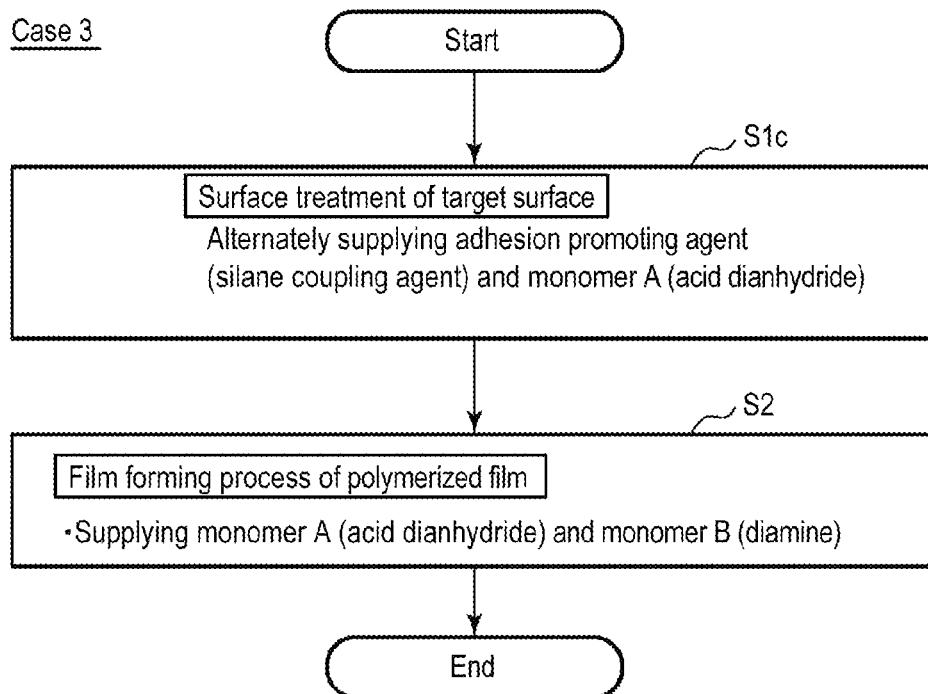 Case 3
Start
S1c
Surface treatment of target surface
Alternately supplying adhesion promoting agent
(silane coupling agent) and monomer A (acid dianhydride)
S2
Film forming process of polymerized film
・Supplying monomer A (acid dianhydride) and monomer B (diamine)
End